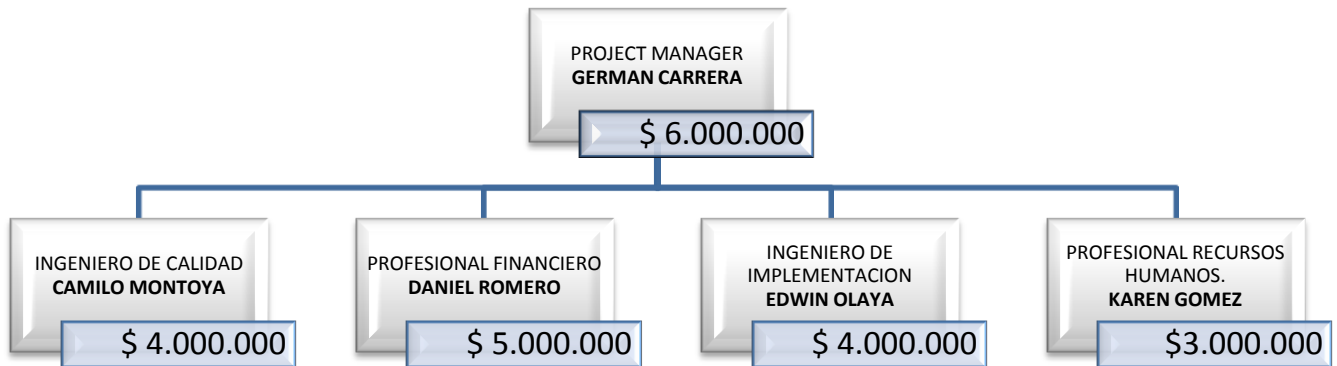 PROJECT MANAGER
GERMAN CARRERA
$ 6.000.000
INGENIERO DE CALIDAD
CAMILO MONTOYA
$ 4.000.000
PROFESIONAL FINANCIERO
DANIEL ROMERO
$ 5.000.000
INGENIERO DE
IMPLEMENTACION
EDWIN OLAYA
$ 4.000.000
PROFESIONAL RECURSOS
HUMANOS.
KAREN GOMEZ
$3.000.000